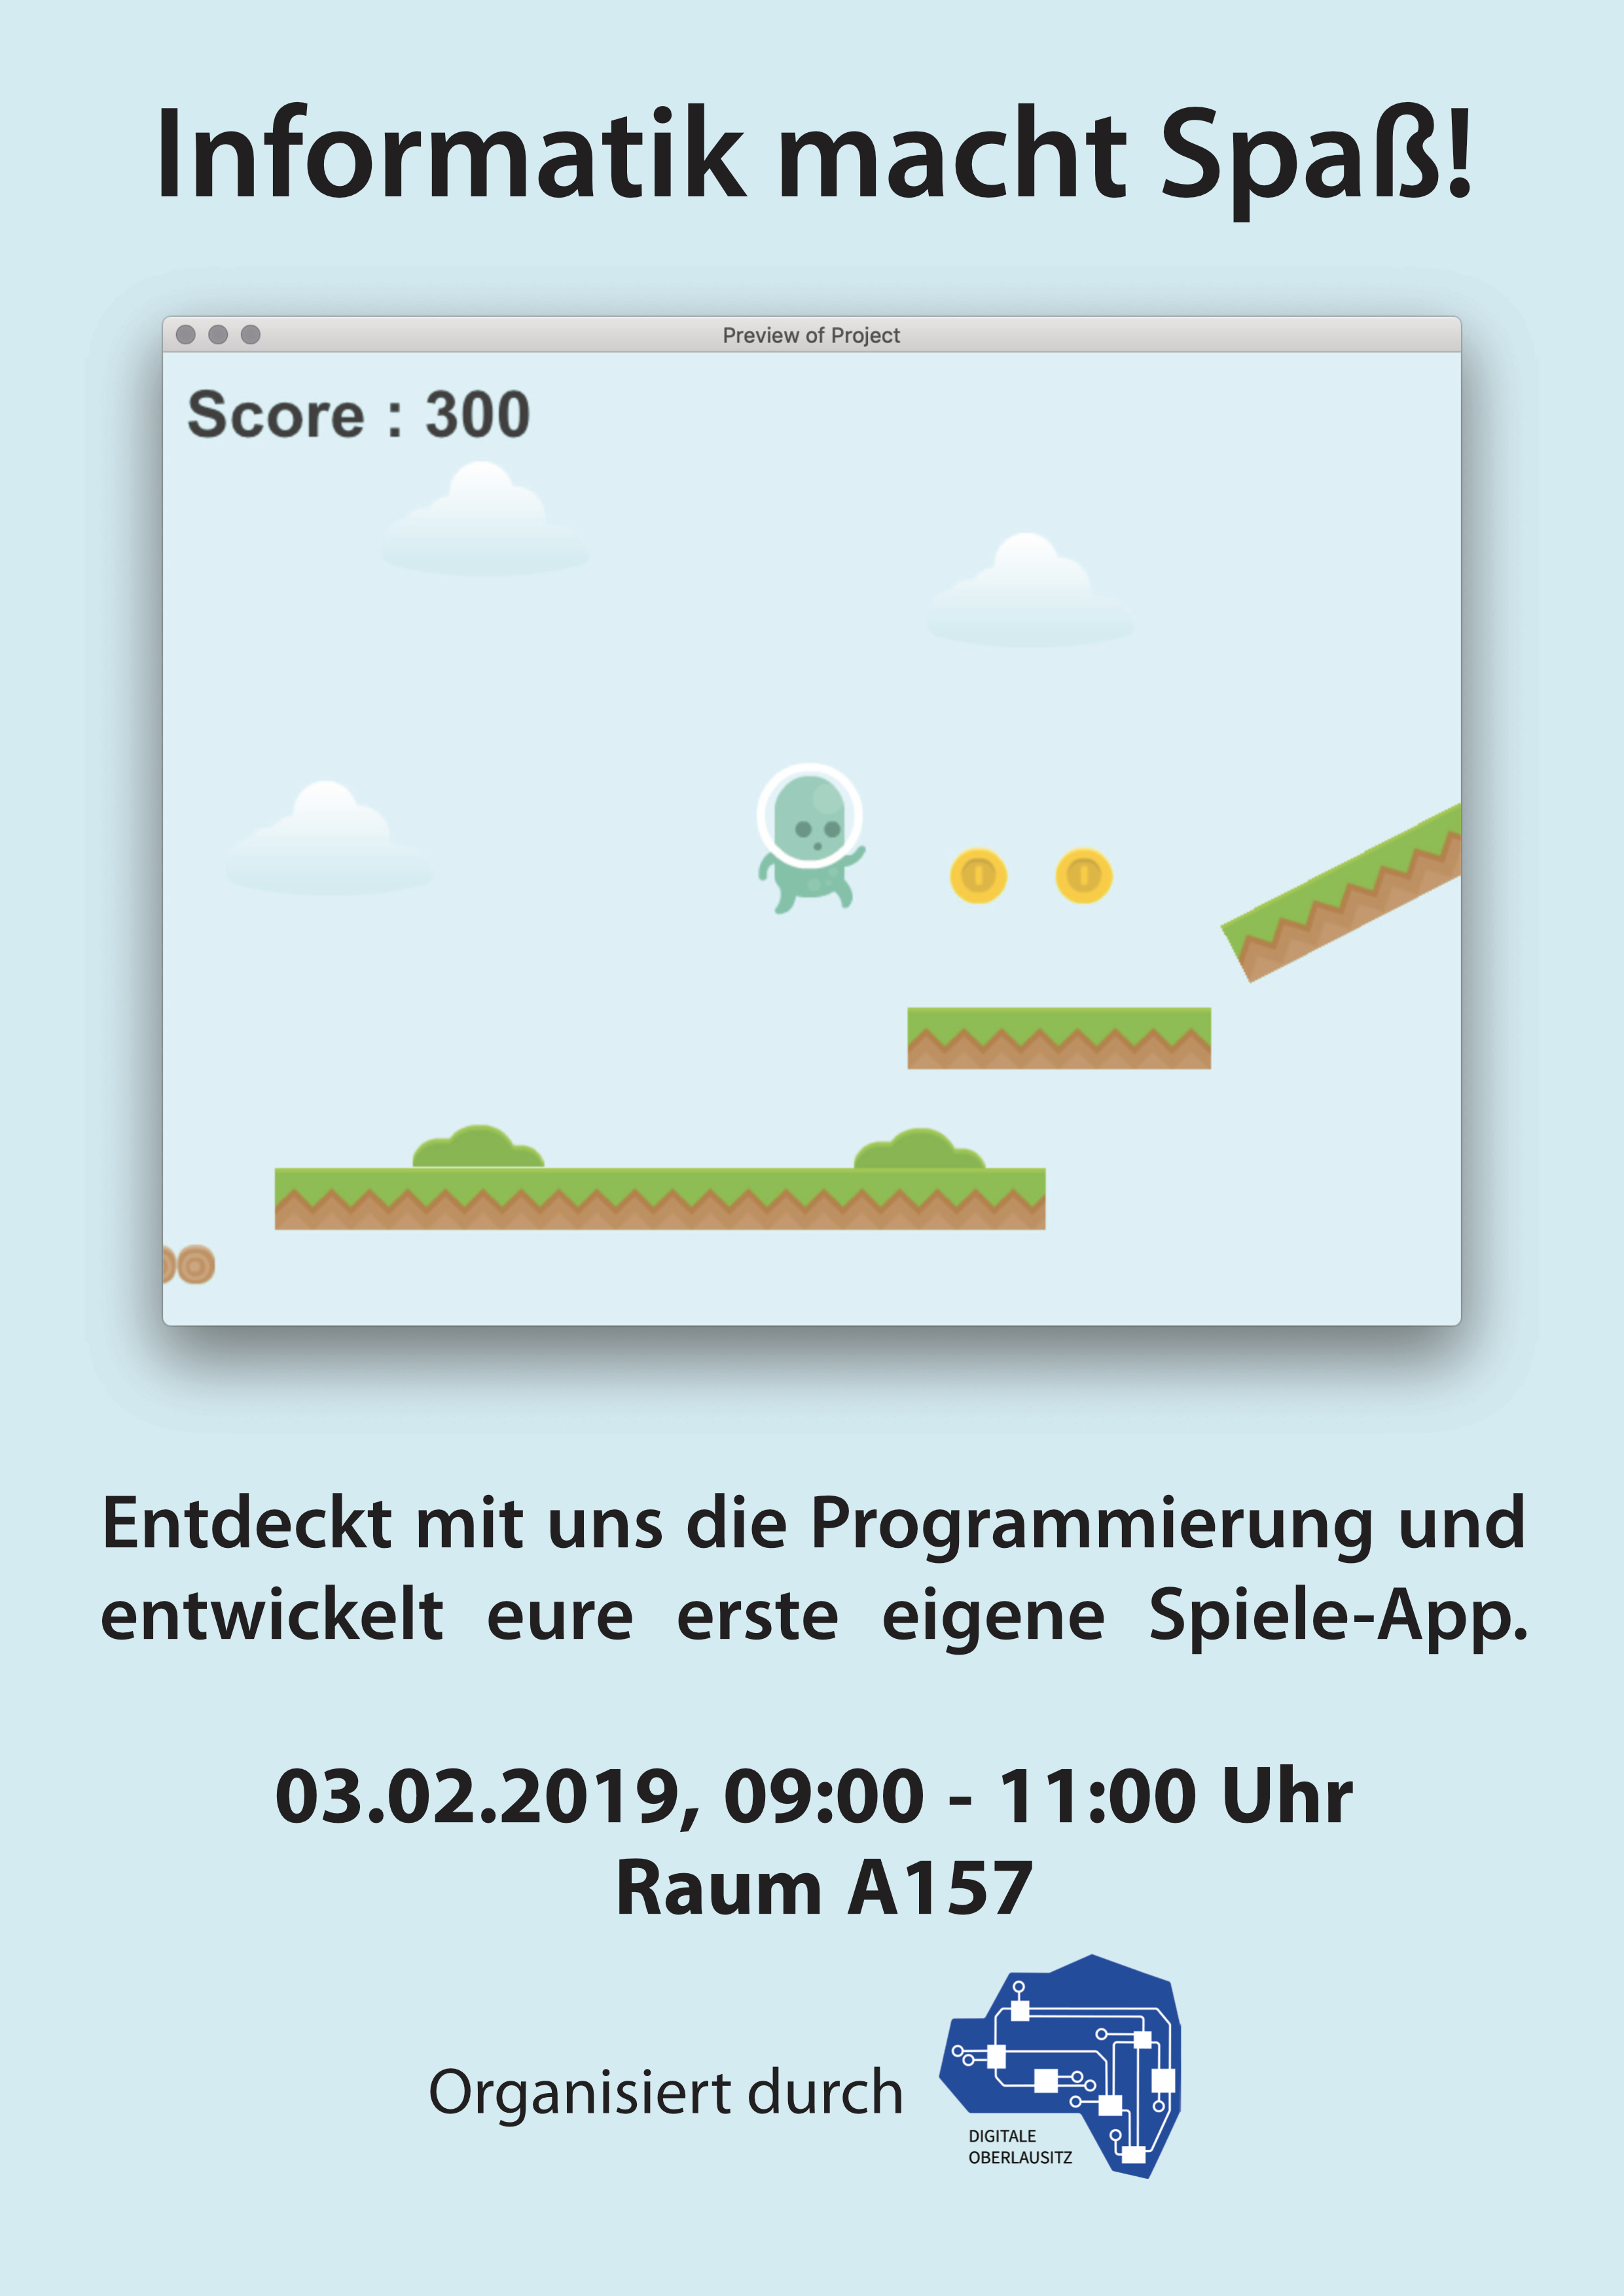 Informatik macht Spaß!
Preview of Project
Score : 300
Entdeckt mit uns die Programmierung und
entwickelt eure erste eigene Spiele-App.
03.02.2019, 09:00 - 11:00 Uhr
Raum A157
Organisiert durch
DIGITALE
OBERLAUSITZ